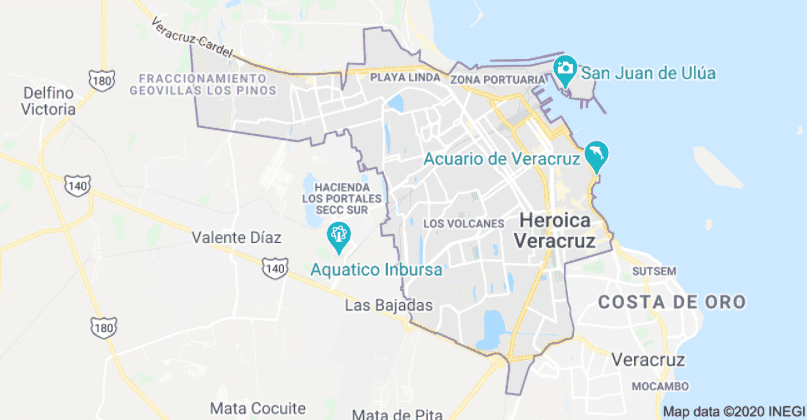 Veracruz-Cardel
180
FRACCIONAMIENTO
GEOVILLAS LOS PINOS
PLAYA LINDA
ZONA PORTUARIA
San Juan de Ulúa
Delfino
Victoria
Acuario de Veracruz
140
HACIENDA
LOS PORTALES
SECC SUR
LOS VOLCANES
Heroica
Veracruz
Valente Díaz
Aquatico Inbursa
140
SUTSEM
Las Bajadas
COSTA DE ORO
180
Veracruz
MOCAMBO
Mata Cocuite
Mata de Pita
Map data ©2020 INEGI